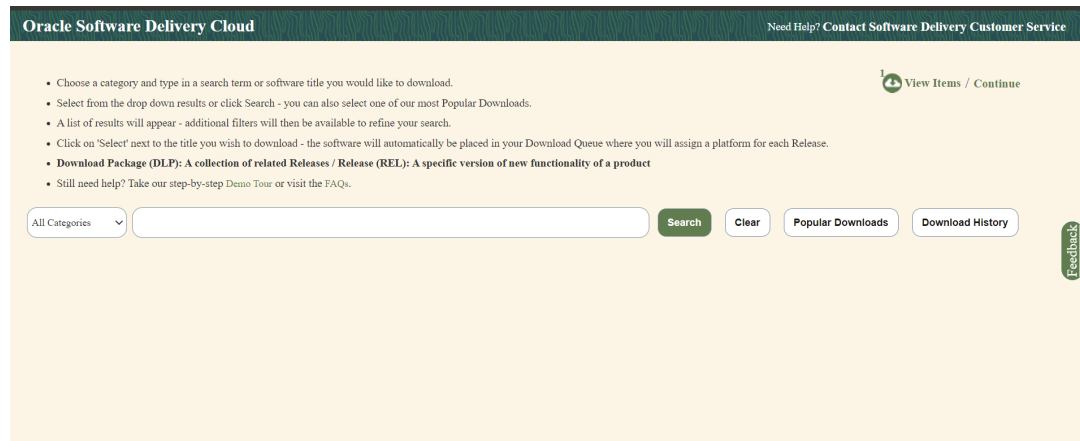 Oracle Software Delivery Cloud
Need Help? Contact Software Delivery Customer Service
1
View Items / Continue
• Choose a category and type in a search term or software title you would like to download.
• Select from the drop down results or click Search - you can also select one of our most Popular Downloads.
• A list of results will appear - additional filters will then be available to refine your search.
• Click on 'Select' next to the title you wish to download - the software will automatically be placed in your Download Queue where you will assign a platform for each Release.
• Download Package (DLP): A collection of related Releases / Release (REL): A specific version of new functionality of a product
• Still need help? Take our step-by-step Demo Tour or visit the FAQs.
All Categories
Search
Clear
Popular Downloads
Download History
Feedback